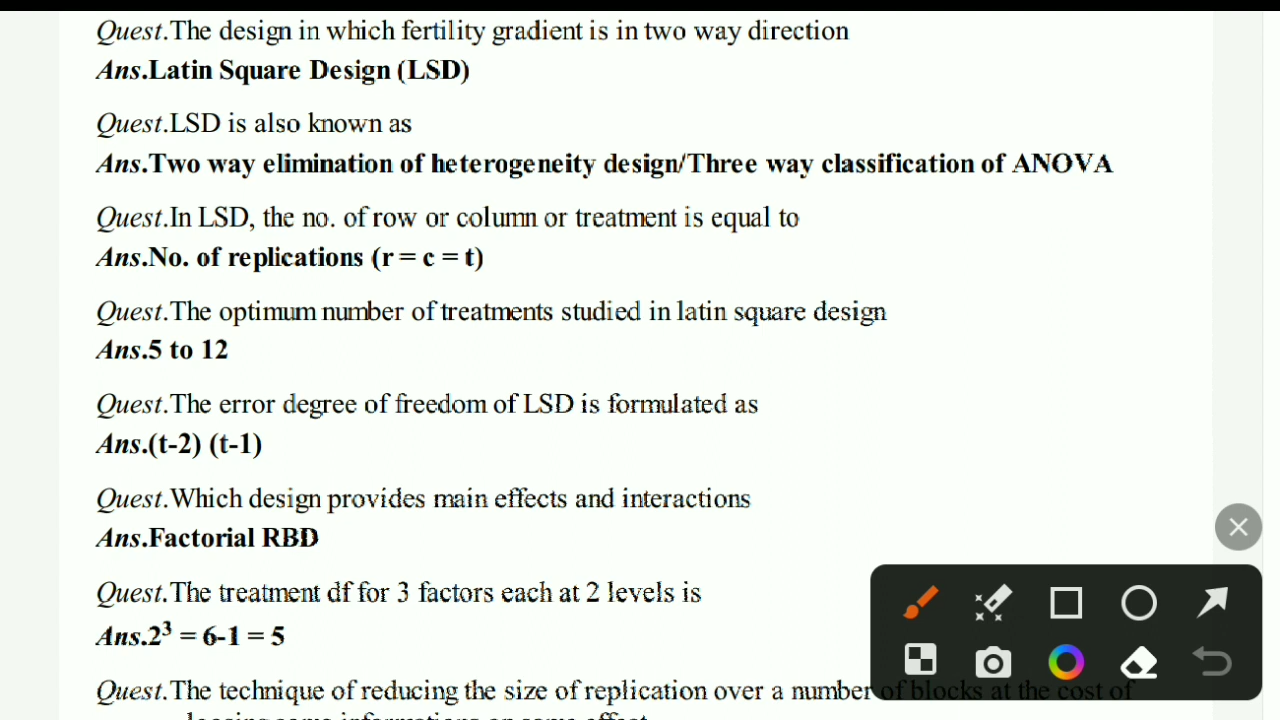 Quest.The design in which fertility gradient is in two way direction
Ans.Latin Square Design (LSD)
Quest.LSD is also known as
Ans.Two way elimination of heterogeneity design/Three way classification of ANOVA
Quest.In LSD, the no. of row or column or treatment is equal to
Ans.No. of replications (r = c = t)
Quest.The optimum number of treatments studied in latin square design
Ans.5 to 12
Quest.The error degree of freedom of LSD is formulated as
Ans.(t-2) (t-1)
Quest.Which design provides main effects and interactions
Ans.Factorial RBD
Quest.The treatment df for 3 factors each at 2 levels is
Ans.2³ = 6-1 = 5
Quest.The technique of reducing the size of replication over a number of blocks at the cost of